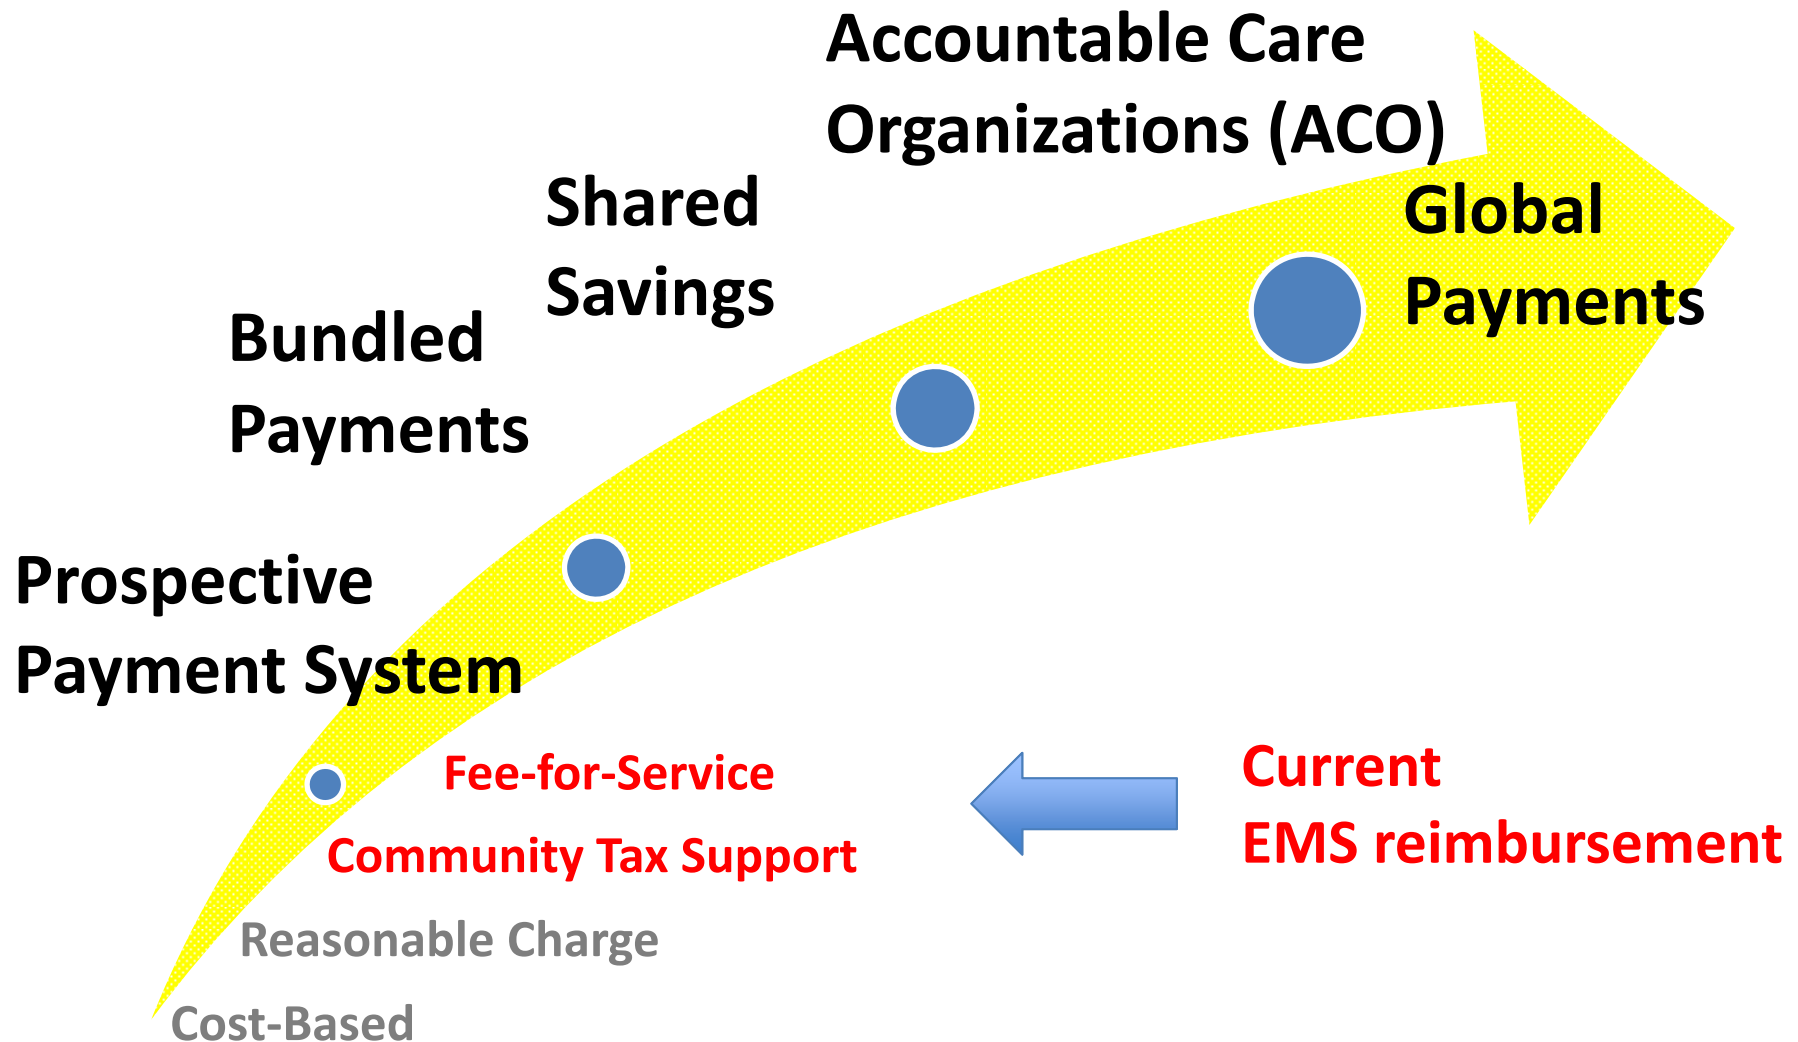 Accountable Care
Organizations (ACO)
Shared
Savings
Global
Payments
Bundled
Payments
Prospective
Payment System
Fee-for-Service
Community Tax Support
Reasonable Charge
Cost-Based
Current
EMS reimbursement